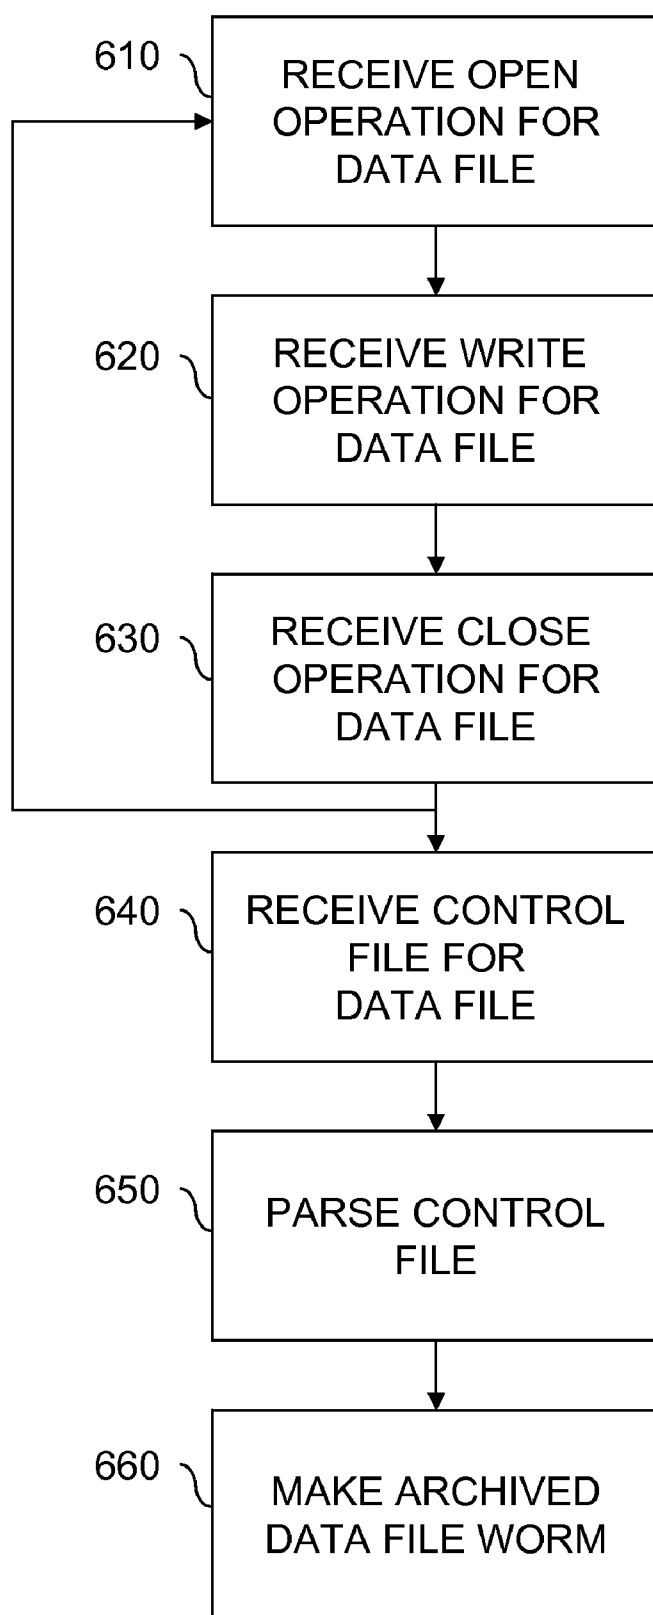 610
RECEIVE OPEN
OPERATION FOR
DATA FILE
620
RECEIVE WRITE
OPERATION FOR
DATA FILE
630
RECEIVE CLOSE
OPERATION FOR
DATA FILE
640
RECEIVE CONTROL
FILE FOR
DATA FILE
650
PARSE CONTROL
FILE
660
MAKE ARCHIVED
DATA FILE WORM